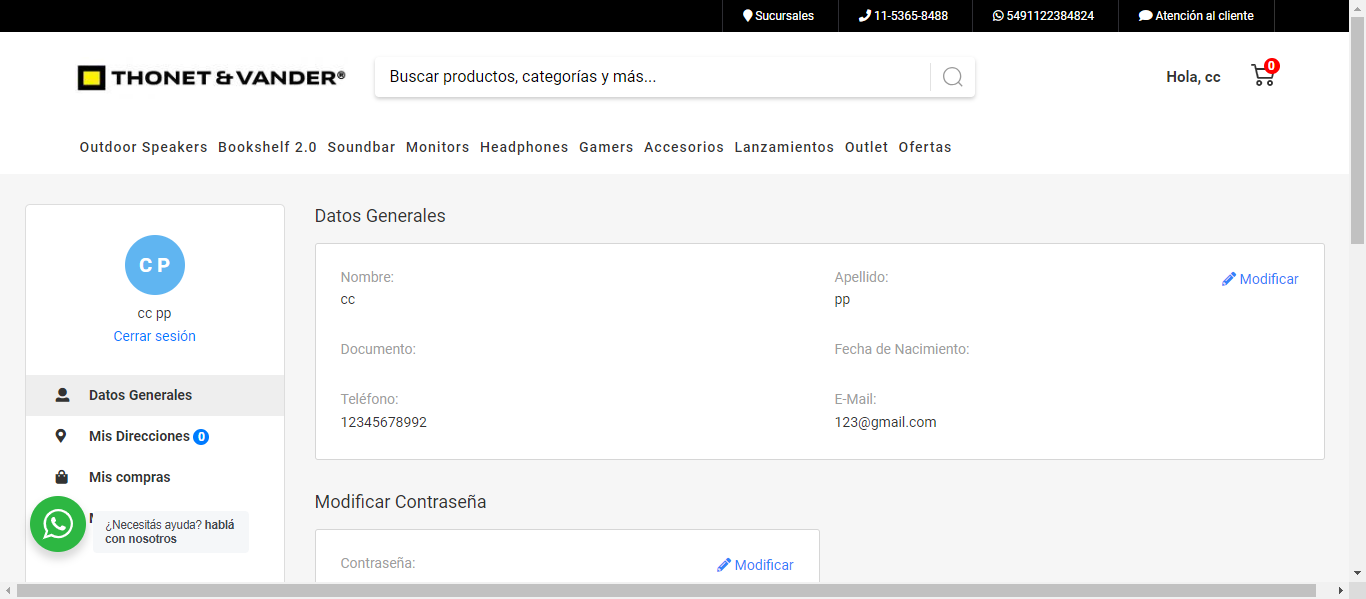 Sucursales 11-5365-8488 5491122384824 Atención al cliente
THONET & VANDER®
Buscar productos, categorías y más...
Hola, cc
0
Outdoor Speakers Bookshelf 2.0 Soundbar Monitors Headphones Gamers Accesorios Lanzamientos Outlet Ofertas
C P
cc pp
Cerrar sesión
Datos Generales
Mis Direcciones 0
Mis compras
¿Necesitás ayuda? hablá
con nosotros
Datos Generales
Nombre:
cc
Apellido:
pp
Modificar
Documento:
Fecha de Nacimiento:
Teléfono:
12345678992
E-Mail:
123@gmail.com
Modificar Contraseña
Contraseña:
Modificar